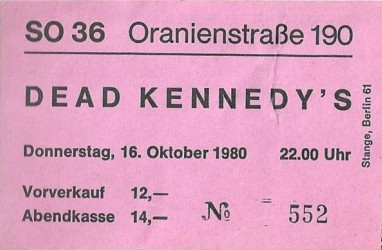 SO 36 Oranienstraße 190
DEAD KENNEDY'S
Donnerstag, 16. Oktober 1980 22.00 Uhr
Vorverkauf 12,—
Abendkasse 14,— № 552
Stange, Berlin 61